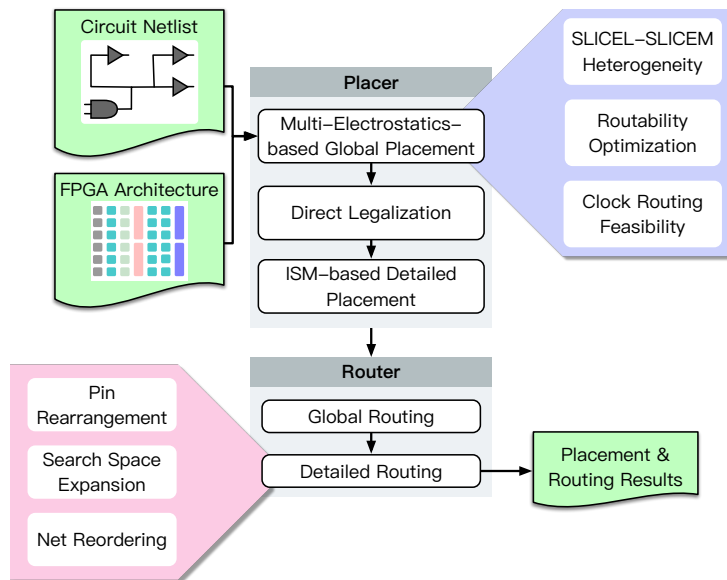 Circuit Netlist
FPGA Architecture
Placer
Multi-Electrostatics-
based Global Placement
Direct Legalization
ISM-based Detailed
Placement
SLICEL-SLICEM
Heterogeneity
Routability
Optimization
Clock Routing
Feasibility
Router
Global Routing
Detailed Routing
Pin
Rearrangement
Search Space
Expansion
Net Reordering
Placement &
Routing Results